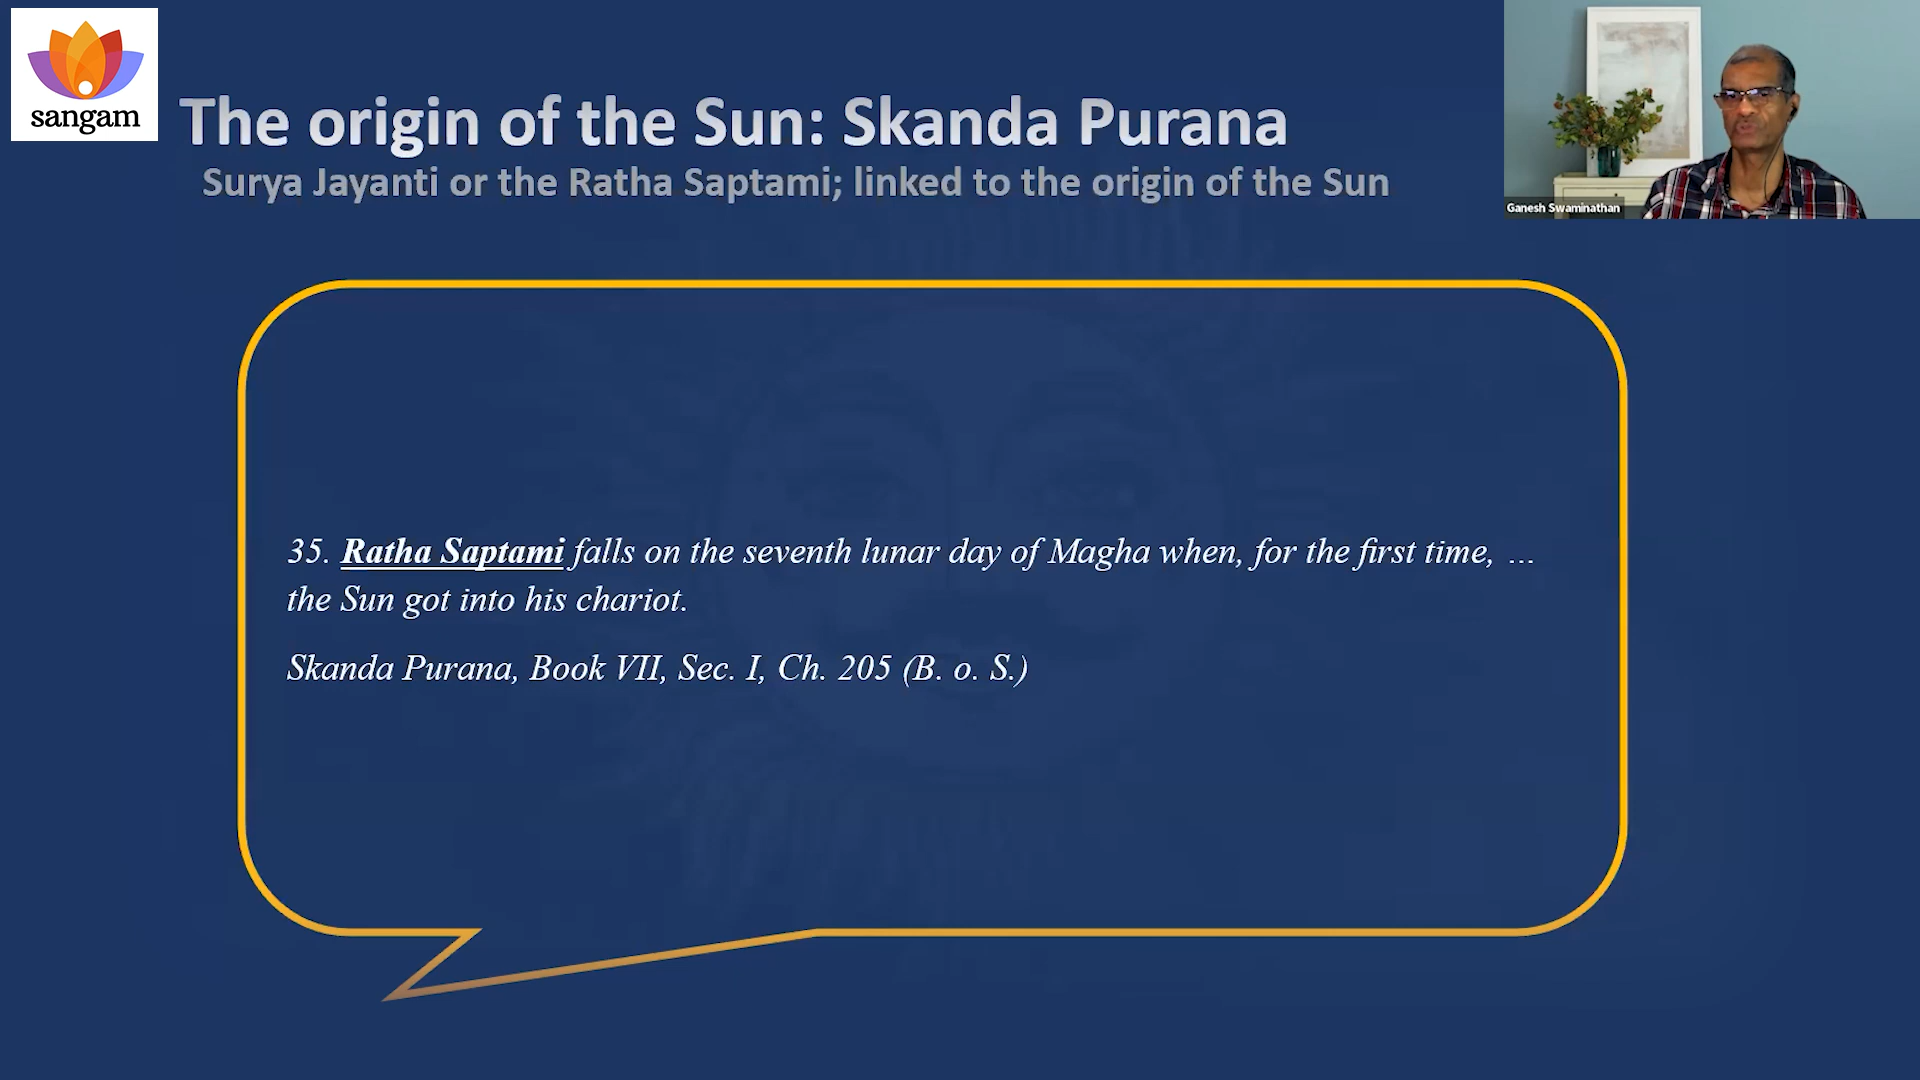 sangam
The origin of the Sun: Skanda Purana
Surya Jayanti or the Ratha Saptami; linked to the origin of the Sun
Ganesh Swaminathan
35. Ratha Saptami falls on the seventh lunar day of Magha when, for the first time, ...
the Sun got into his chariot.
Skanda Purana, Book VII, Sec. I, Ch. 205 (B. o. S.)